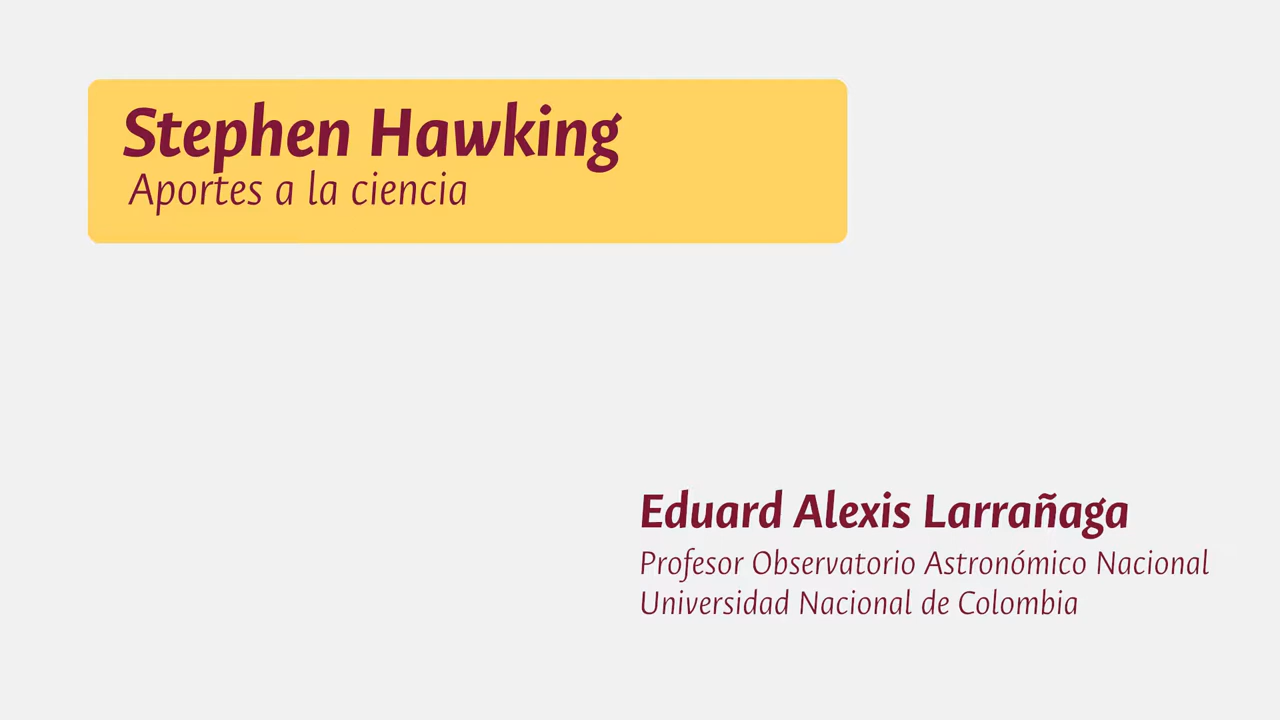 Stephen Hawking
Aportes a la ciencia
Eduard Alexis Larrañaga
Profesor Observatorio Astronómico Nacional
Universidad Nacional de Colombia